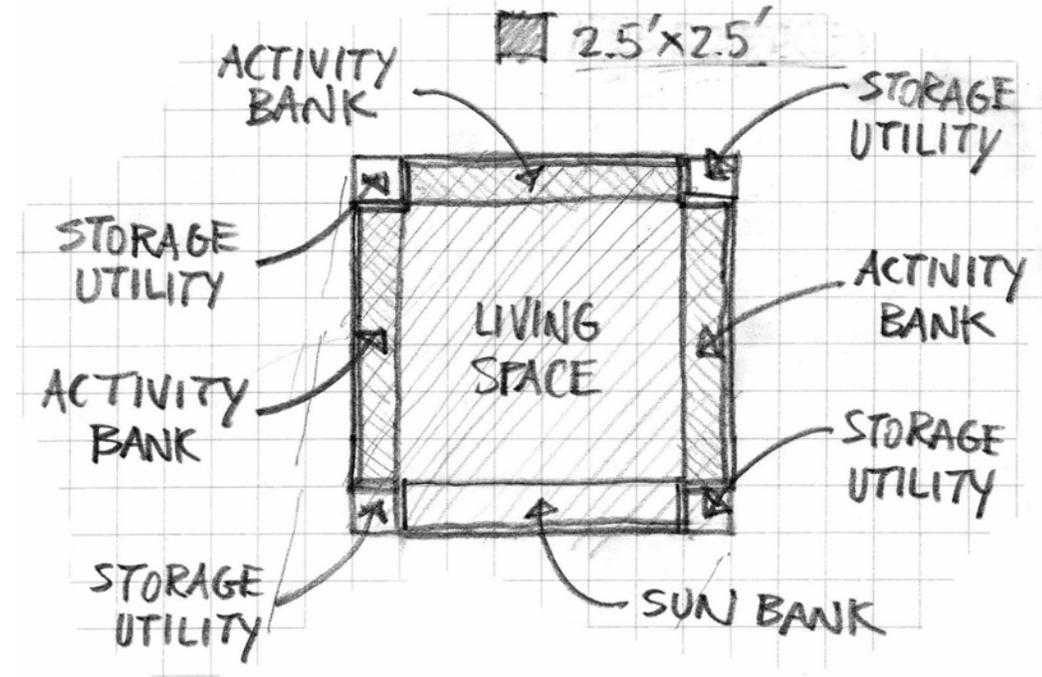 2.5'x2.5'
ACTIVITY
BANK
STORAGE
UTILITY
STORAGE
UTILITY
ACTIVITY
BANK
LIVING
SPACE
ACTIVITY
BANK
STORAGE
UTILITY
STORAGE
UTILITY
SUN BANK